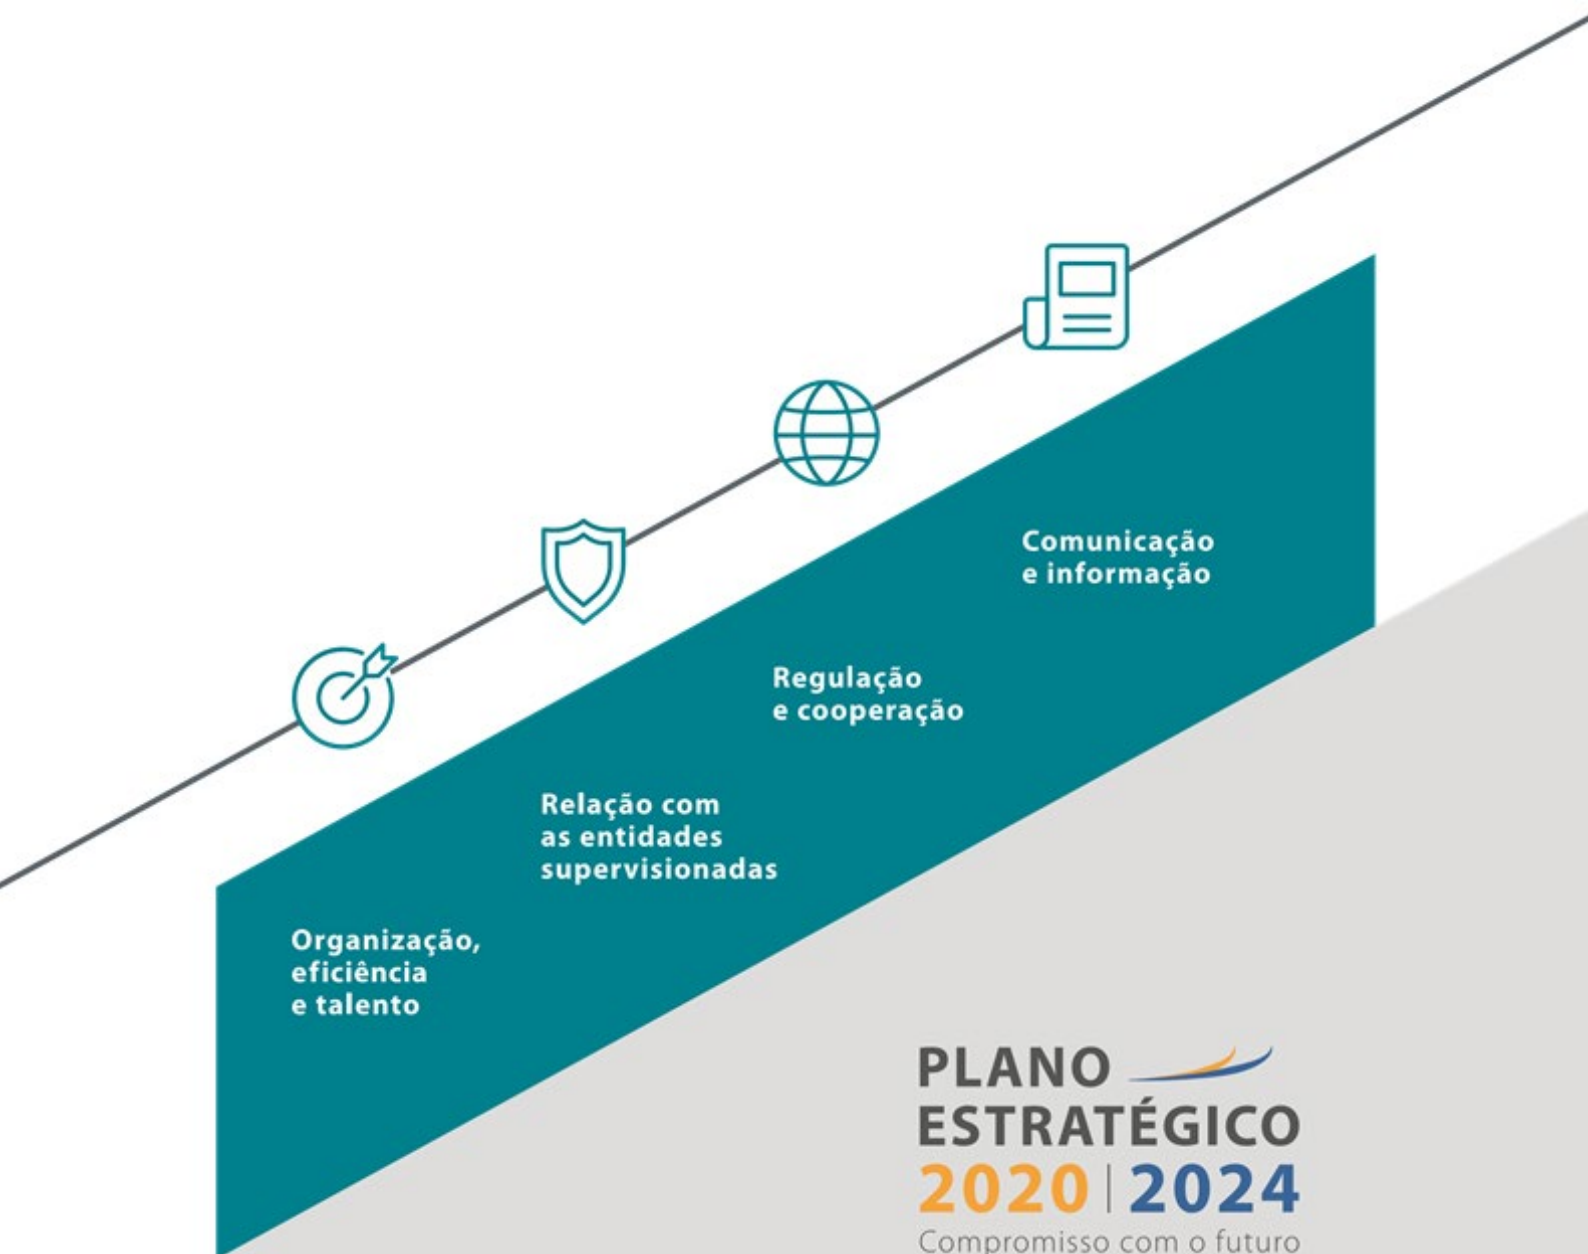 Comunicação
e informação
Regulação
e cooperação
Relação com
as entidades
supervisionadas
Organização,
eficiência
e talento
PLANO
ESTRATÉGICO
2020 | 2024
Compromisso com o futuro